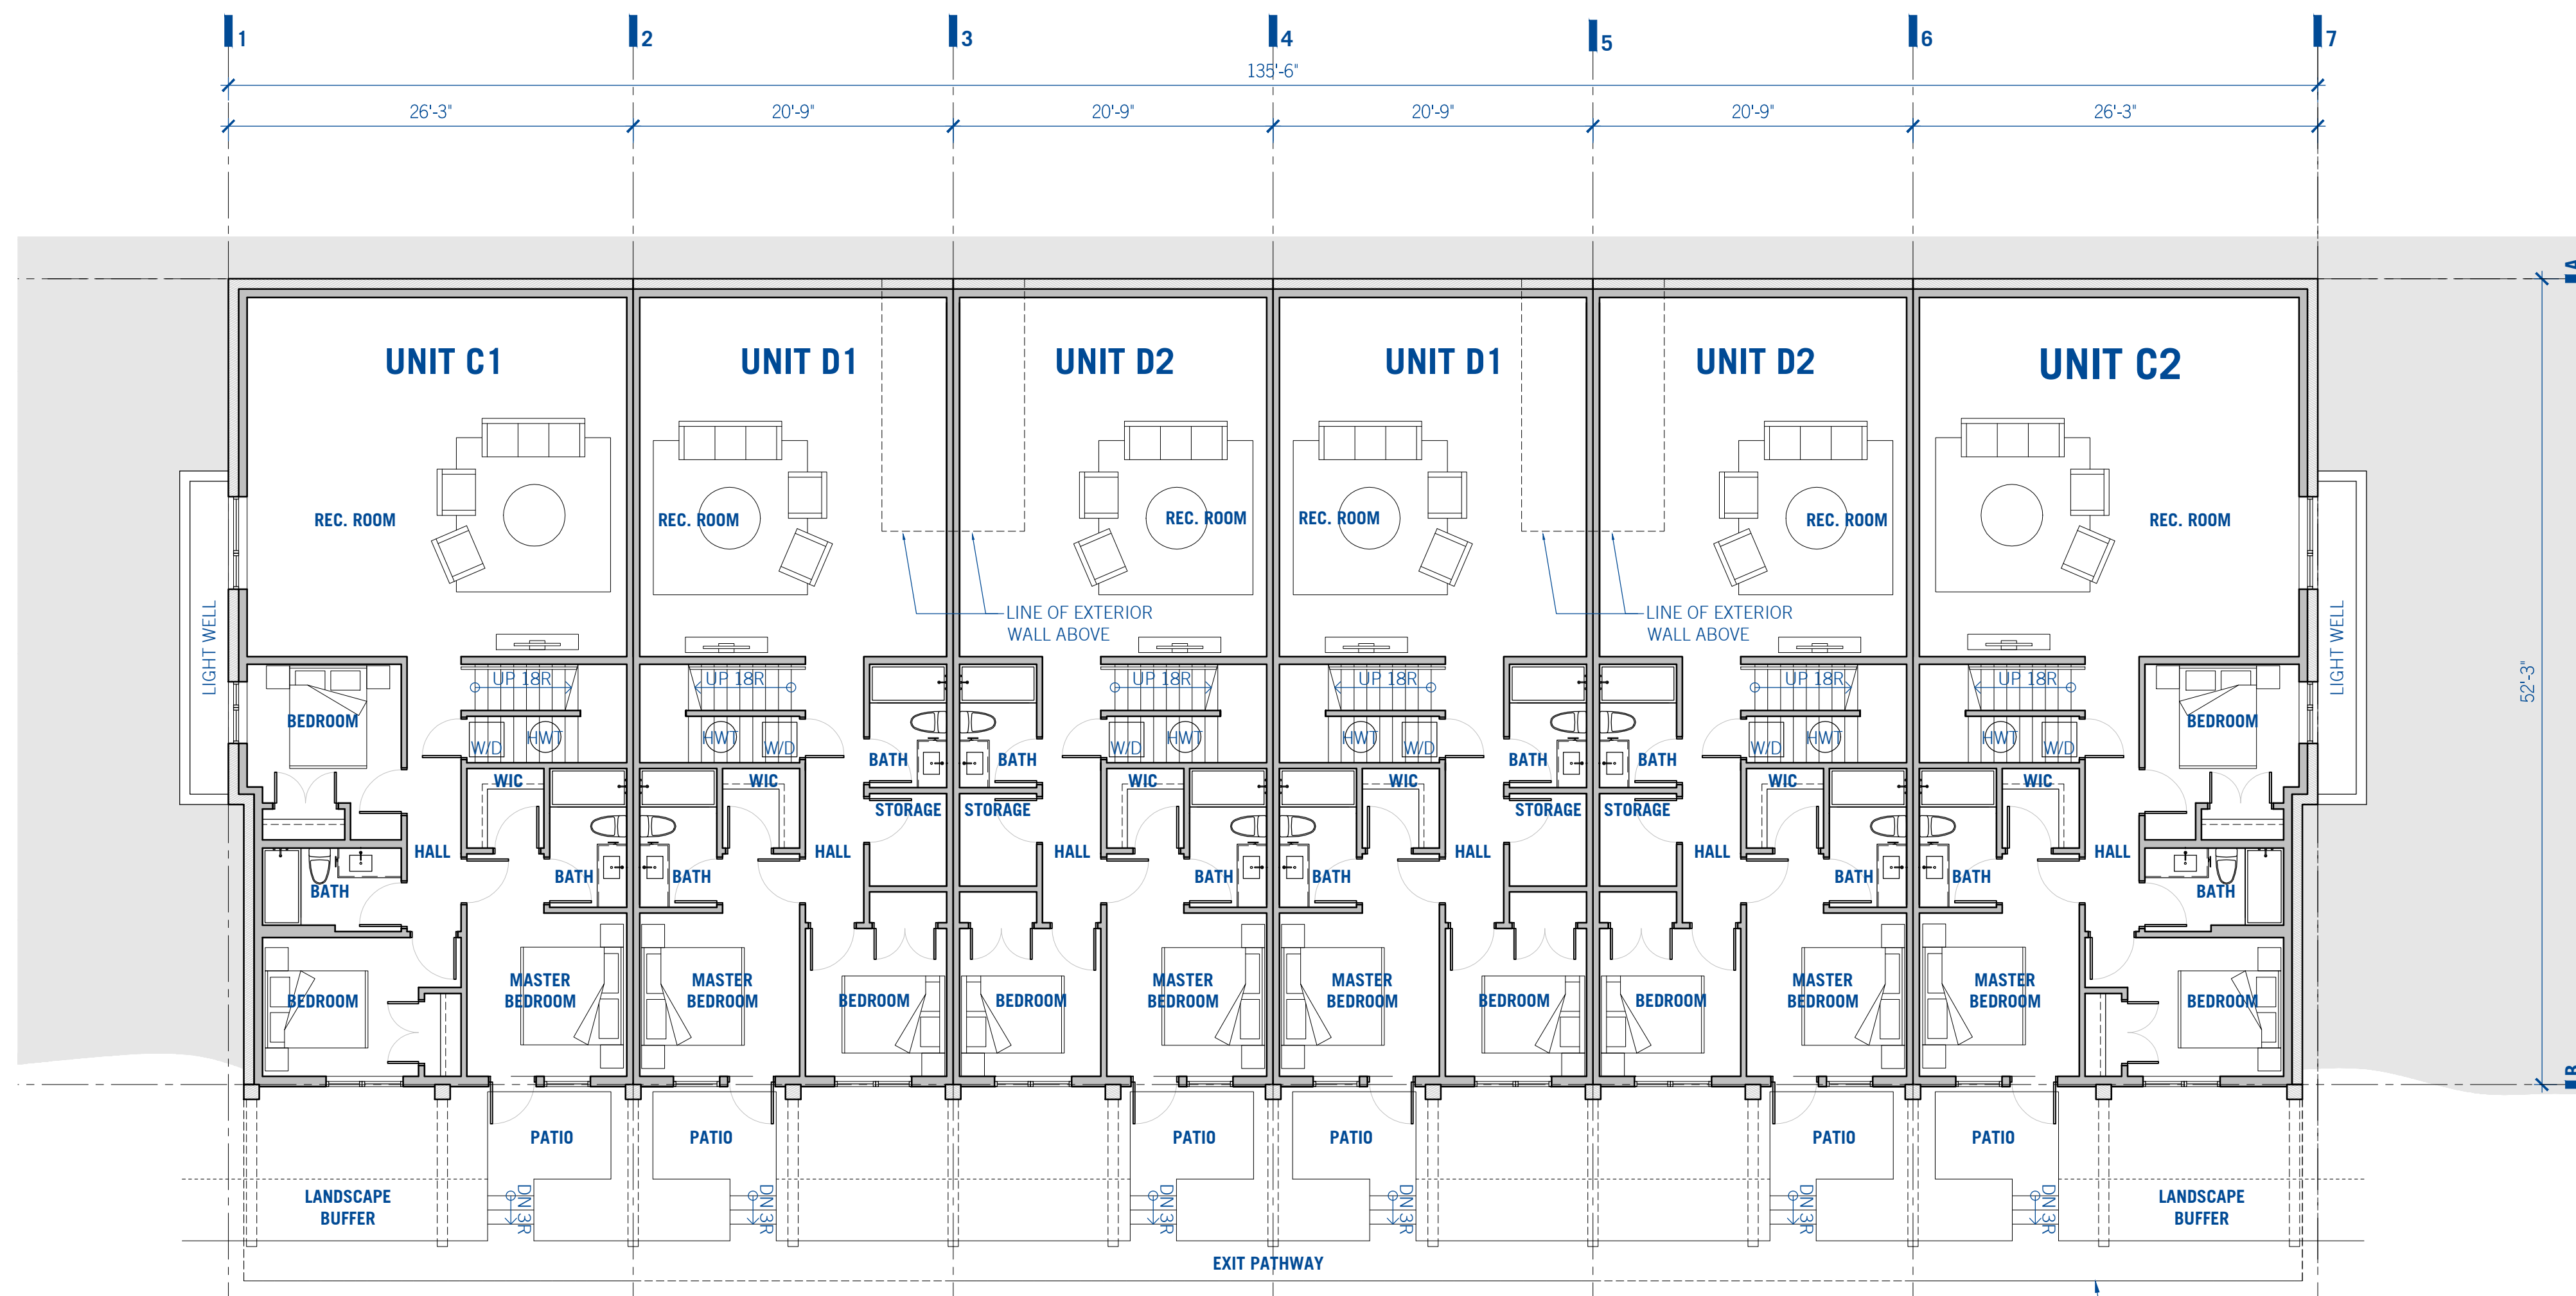 1 2 3 4 5 6 7
135'-6"
26'-3" 20'-9" 20'-9" 20'-9" 20'-9" 26'-3"
A
UNIT C1 UNIT D1 UNIT D2 UNIT D1 UNIT D2 UNIT C2
REC. ROOM REC. ROOM REC. ROOM REC. ROOM REC. ROOM REC. ROOM
LINE OF EXTERIOR
WALL ABOVE
LINE OF EXTERIOR
WALL ABOVE
LIGHT WELL
LIGHT WELL
52'-3"
UP 18R UP 18R UP 18R UP 18R UP 18R UP 18R
BEDROOM BEDROOM
W/D HWT HWT W/D W/D HWT HWT W/D W/D HWT HWT W/D
BATH BATH BATH BATH
WIC WIC WIC WIC WIC WIC
STORAGE STORAGE STORAGE STORAGE
HALL HALL HALL HALL HALL HALL
BATH BATH BATH BATH BATH BATH BATH BATH
MASTER
BEDROOM
MASTER
BEDROOM
MASTER
BEDROOM
MASTER
BEDROOM
MASTER
BEDROOM
MASTER
BEDROOM
BEDROOM BEDROOM BEDROOM BEDROOM BEDROOM BEDROOM
B
PATIO PATIO PATIO PATIO PATIO PATIO
LANDSCAPE
BUFFER
DN 3R DN 3R DN 3R DN 3R DN 3R DN 3R
LANDSCAPE
BUFFER
EXIT PATHWAY